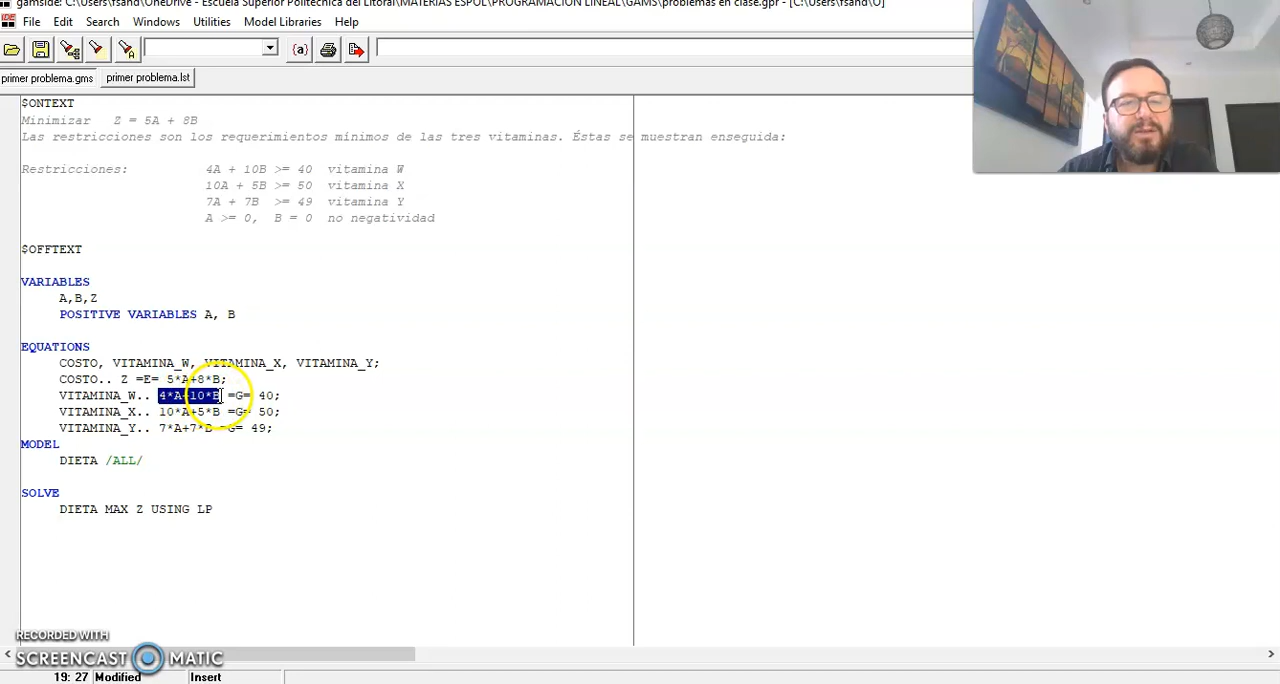 gamside: C:\Users\fsand\OneDrive - Escuela Superior Politecnica del Litoral\MATERIAS ESPOL\PROGRAMACION LINEAL\GAMS\problemas en clase.gpr - [C:\Users\fsand\O]
IDE File Edit Search Windows Utilities Model Libraries Help
{a}
primer problema.gms primer problema.lst
$ONTEXT
Minimizar Z = 5A + 8B
Las restricciones son los requerimientos mínimos de las tres vitaminas. Éstas se muestran enseguida:
Restricciones: 4A + 10B >= 40 vitamina W
10A + 5B >= 50 vitamina X
7A + 7B >= 49 vitamina Y
A >= 0, B = 0 no negatividad
$OFFTEXT
VARIABLES
A,B,Z
POSITIVE VARIABLES A, B
EQUATIONS
COSTO, VITAMINA_W, VITAMINA_X, VITAMINA_Y;
COSTO.. Z =E= 5*A+8*B;
VITAMINA_W.. 4*A+10*B =G= 40;
VITAMINA_X.. 10*A+5*B =G= 50;
VITAMINA_Y.. 7*A+7*B =G= 49;
MODEL
DIETA /ALL/
SOLVE
DIETA MAX Z USING LP
RECORDED WITH
SCREENCAST MATIC
19: 27 Modified Insert